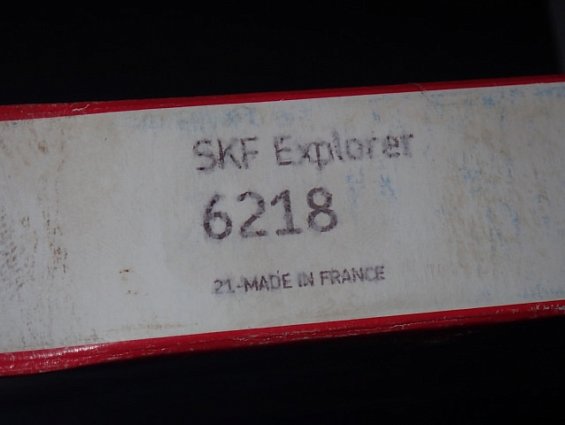 SKF Explorer
6218
21-MADE IN FRANCE